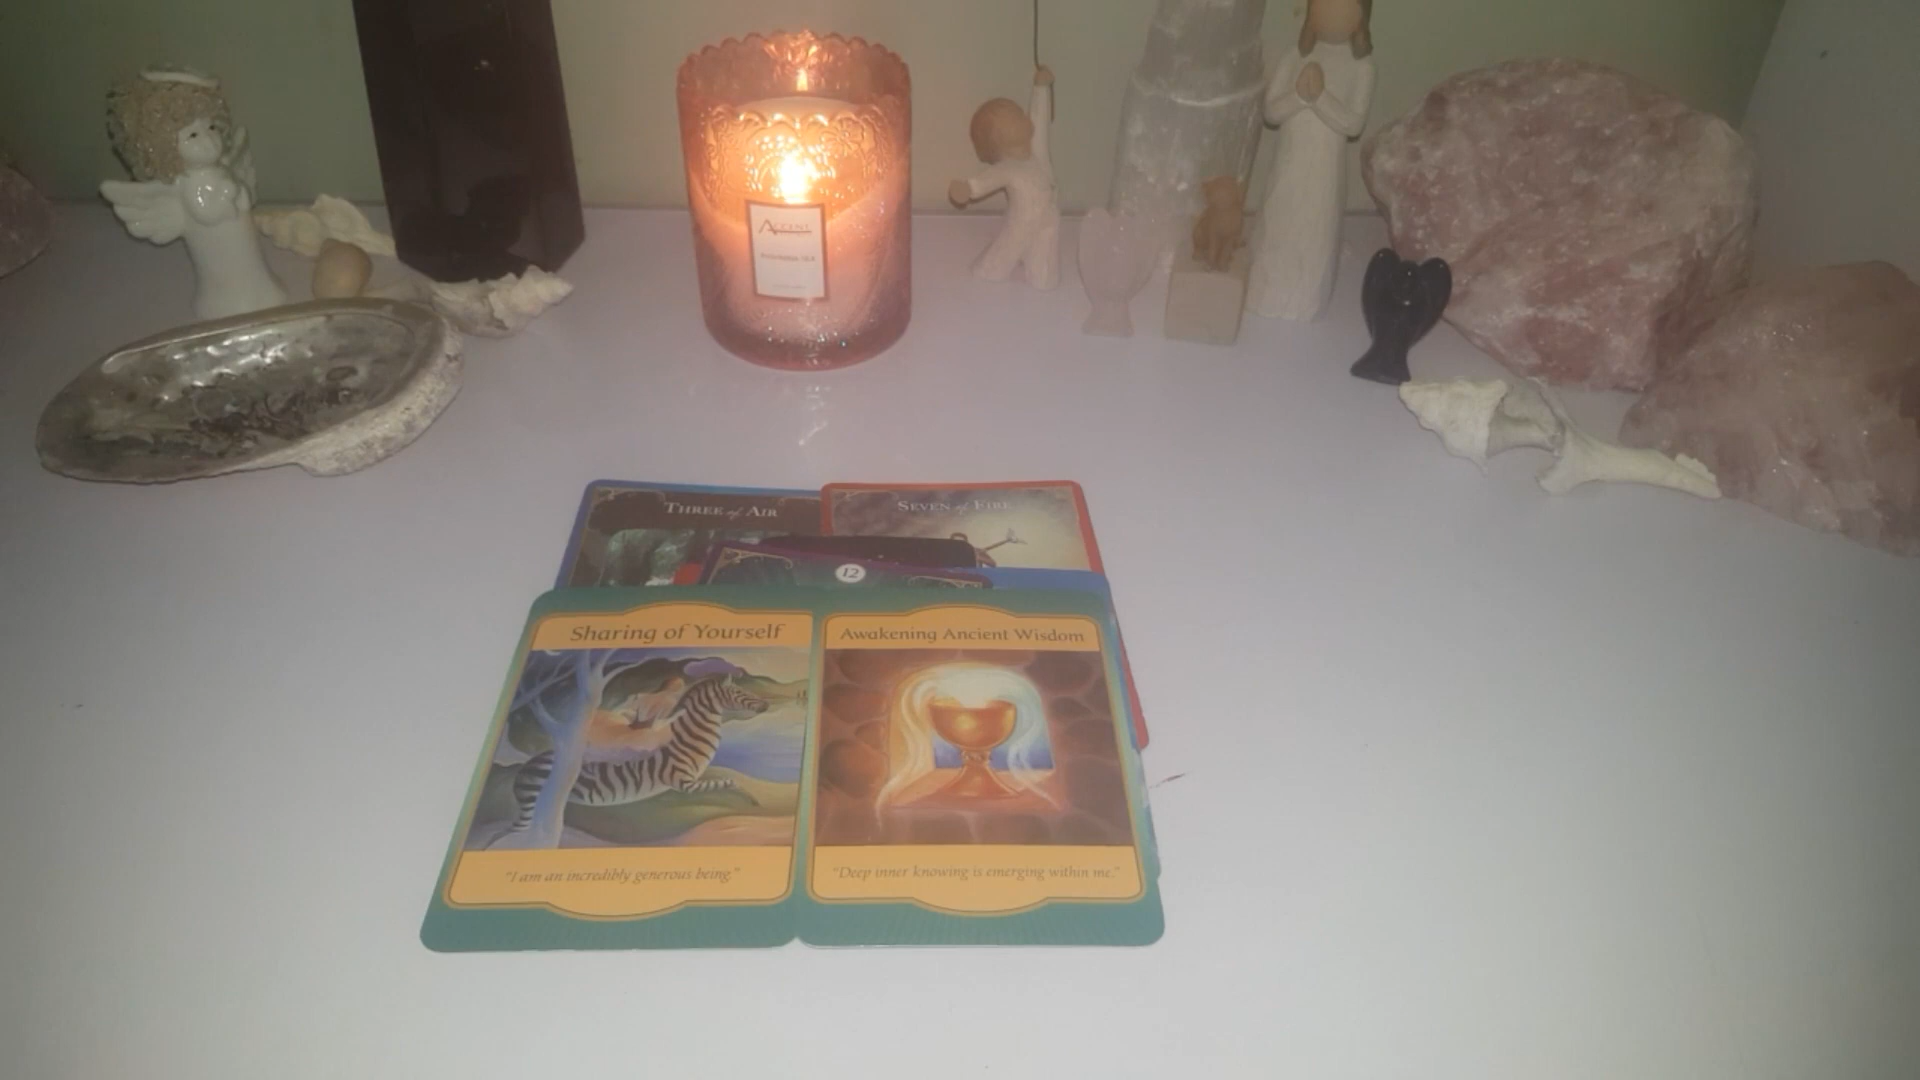 ACCENT
THREE of AIR
SEVEN of FIRE
12
Sharing of Yourself
Awakening Ancient Wisdom
"I am an incredibly generous being."
"Deep inner knowing is emerging within me."